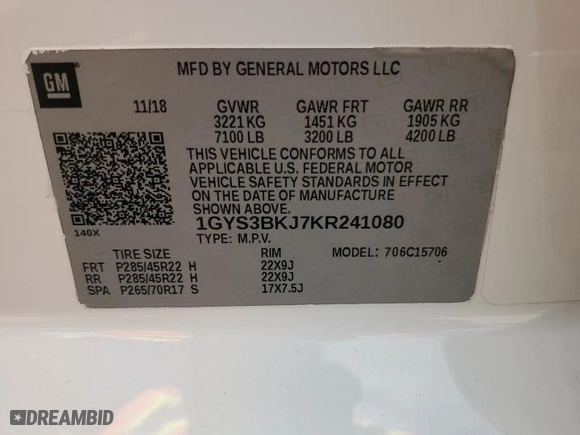 GM
MFD BY GENERAL MOTORS LLC
11/18 GVWR GAWR FRT GAWR RR
3221 KG 1451 KG 1905 KG
7100 LB 3200 LB 4200 LB
THIS VEHICLE CONFORMS TO ALL
APPLICABLE U.S. FEDERAL MOTOR
VEHICLE SAFETY STANDARDS IN EFFECT
ON THE DATE OF MANUFACTURE
SHOWN ABOVE.
140X
1GYS3BKJ7KR241080
TYPE: M.P.V.
TIRE SIZE RIM MODEL: 706C15706
FRT P285/45R22 H 22X9J
RR P285/45R22 H 22X9J
SPA P265/70R17 S 17X7.5J
DREAMBID